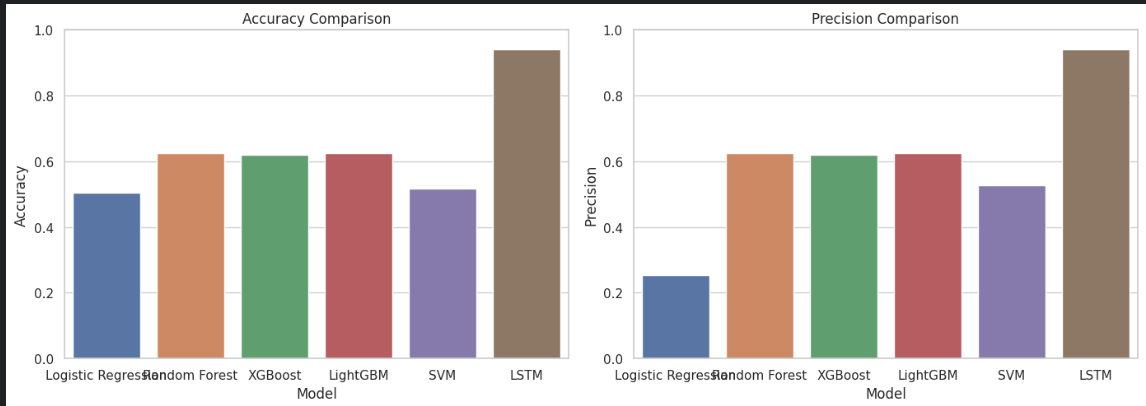 Accuracy Comparison
1.0
0.8
0.6
0.4
0.2
0.0
Accuracy
Logistic Regression Random Forest XGBoost LightGBM SVM LSTM
Model
Precision Comparison
1.0
0.8
0.6
0.4
0.2
0.0
Precision
Logistic Regression Random Forest XGBoost LightGBM SVM LSTM
Model